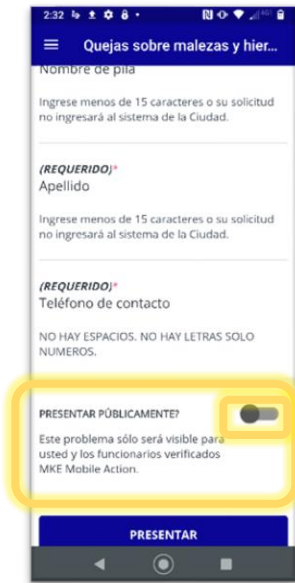 2:32
Quejas sobre malezas y hier...
Nombre de pila
Ingrese menos de 15 caracteres o su solicitud
no ingresará al sistema de la Ciudad.
(REQUERIDO)*
Apellido
Ingrese menos de 15 caracteres o su solicitud
no ingresará al sistema de la Ciudad.
(REQUERIDO)*
Teléfono de contacto
NO HAY ESPACIOS. NO HAY LETRAS SOLO
NUMEROS.
PRESENTAR PÚBLICAMENTE?
Este problema sólo será visible para
usted y los funcionarios verificados
MKE Mobile Action.
PRESENTAR